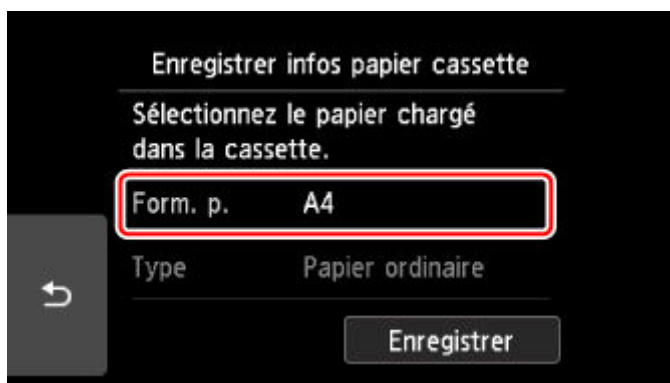 Enregistrer infos papier cassette
Sélectionnez le papier chargé
dans la cassette.
Form. p. A4
Type Papier ordinaire
Enregistrer